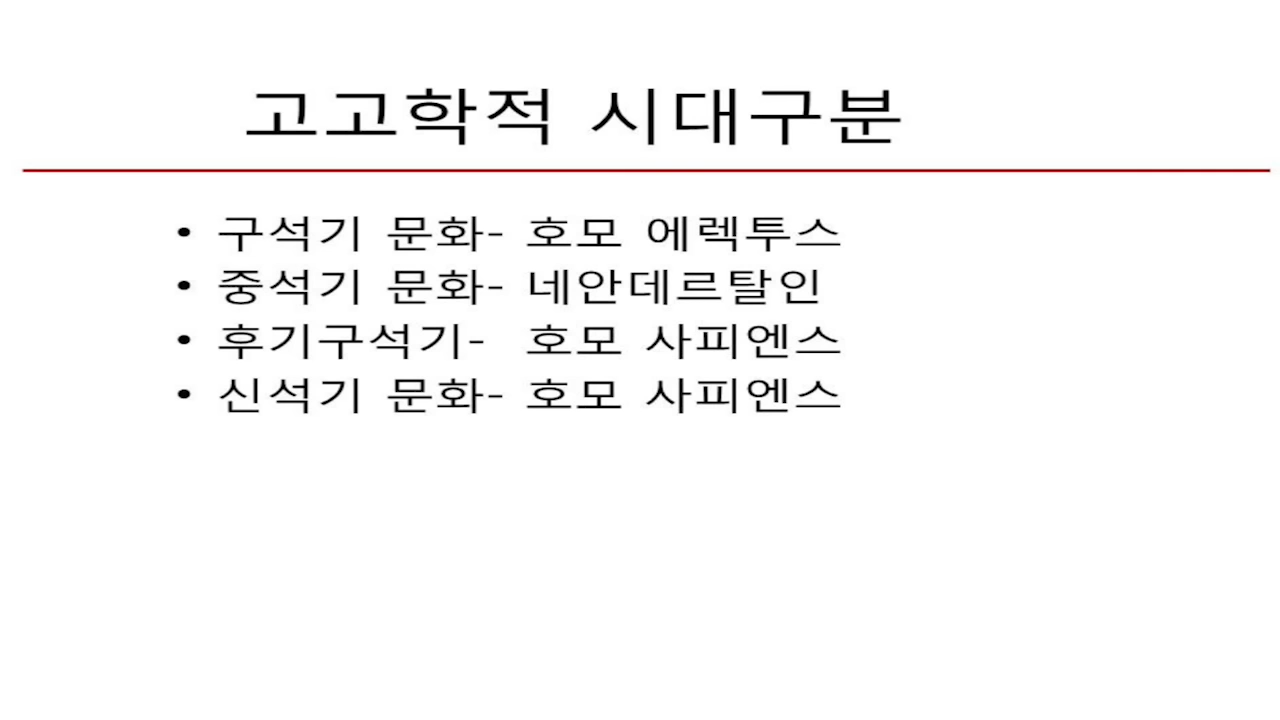 고고학적 시대구분
• 구석기 문화- 호모 에렉투스
• 중석기 문화- 네안데르탈인
• 후기구석기-  호모 사피엔스
• 신석기 문화- 호모 사피엔스